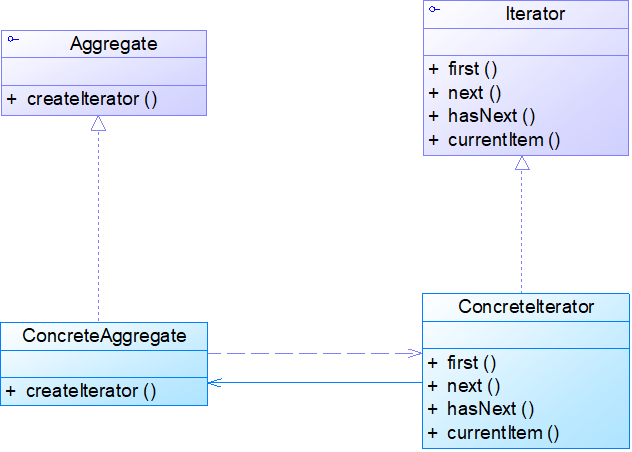 Aggregate
+ createIterator ()
Iterator
+ first ()
+ next ()
+ hasNext ()
+ currentItem ()
ConcreteAggregate
+ createIterator ()
ConcreteIterator
+ first ()
+ next ()
+ hasNext ()
+ currentItem ()